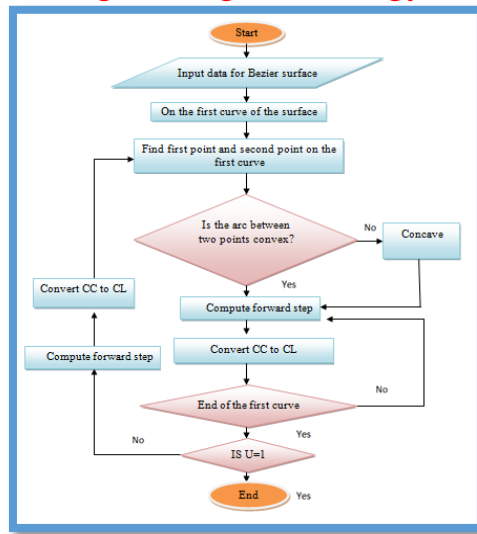 Start
Input data for Bezier surface
On the first curve of the surface
Find first point and second point on the
first curve
Is the arc between
two points convex?
No
Concave
Yes
Compute forward step
Convert CC to CL
Convert CC to CL
Compute forward step
End of the first curve
No
Yes
No
IS U=1
End
Yes